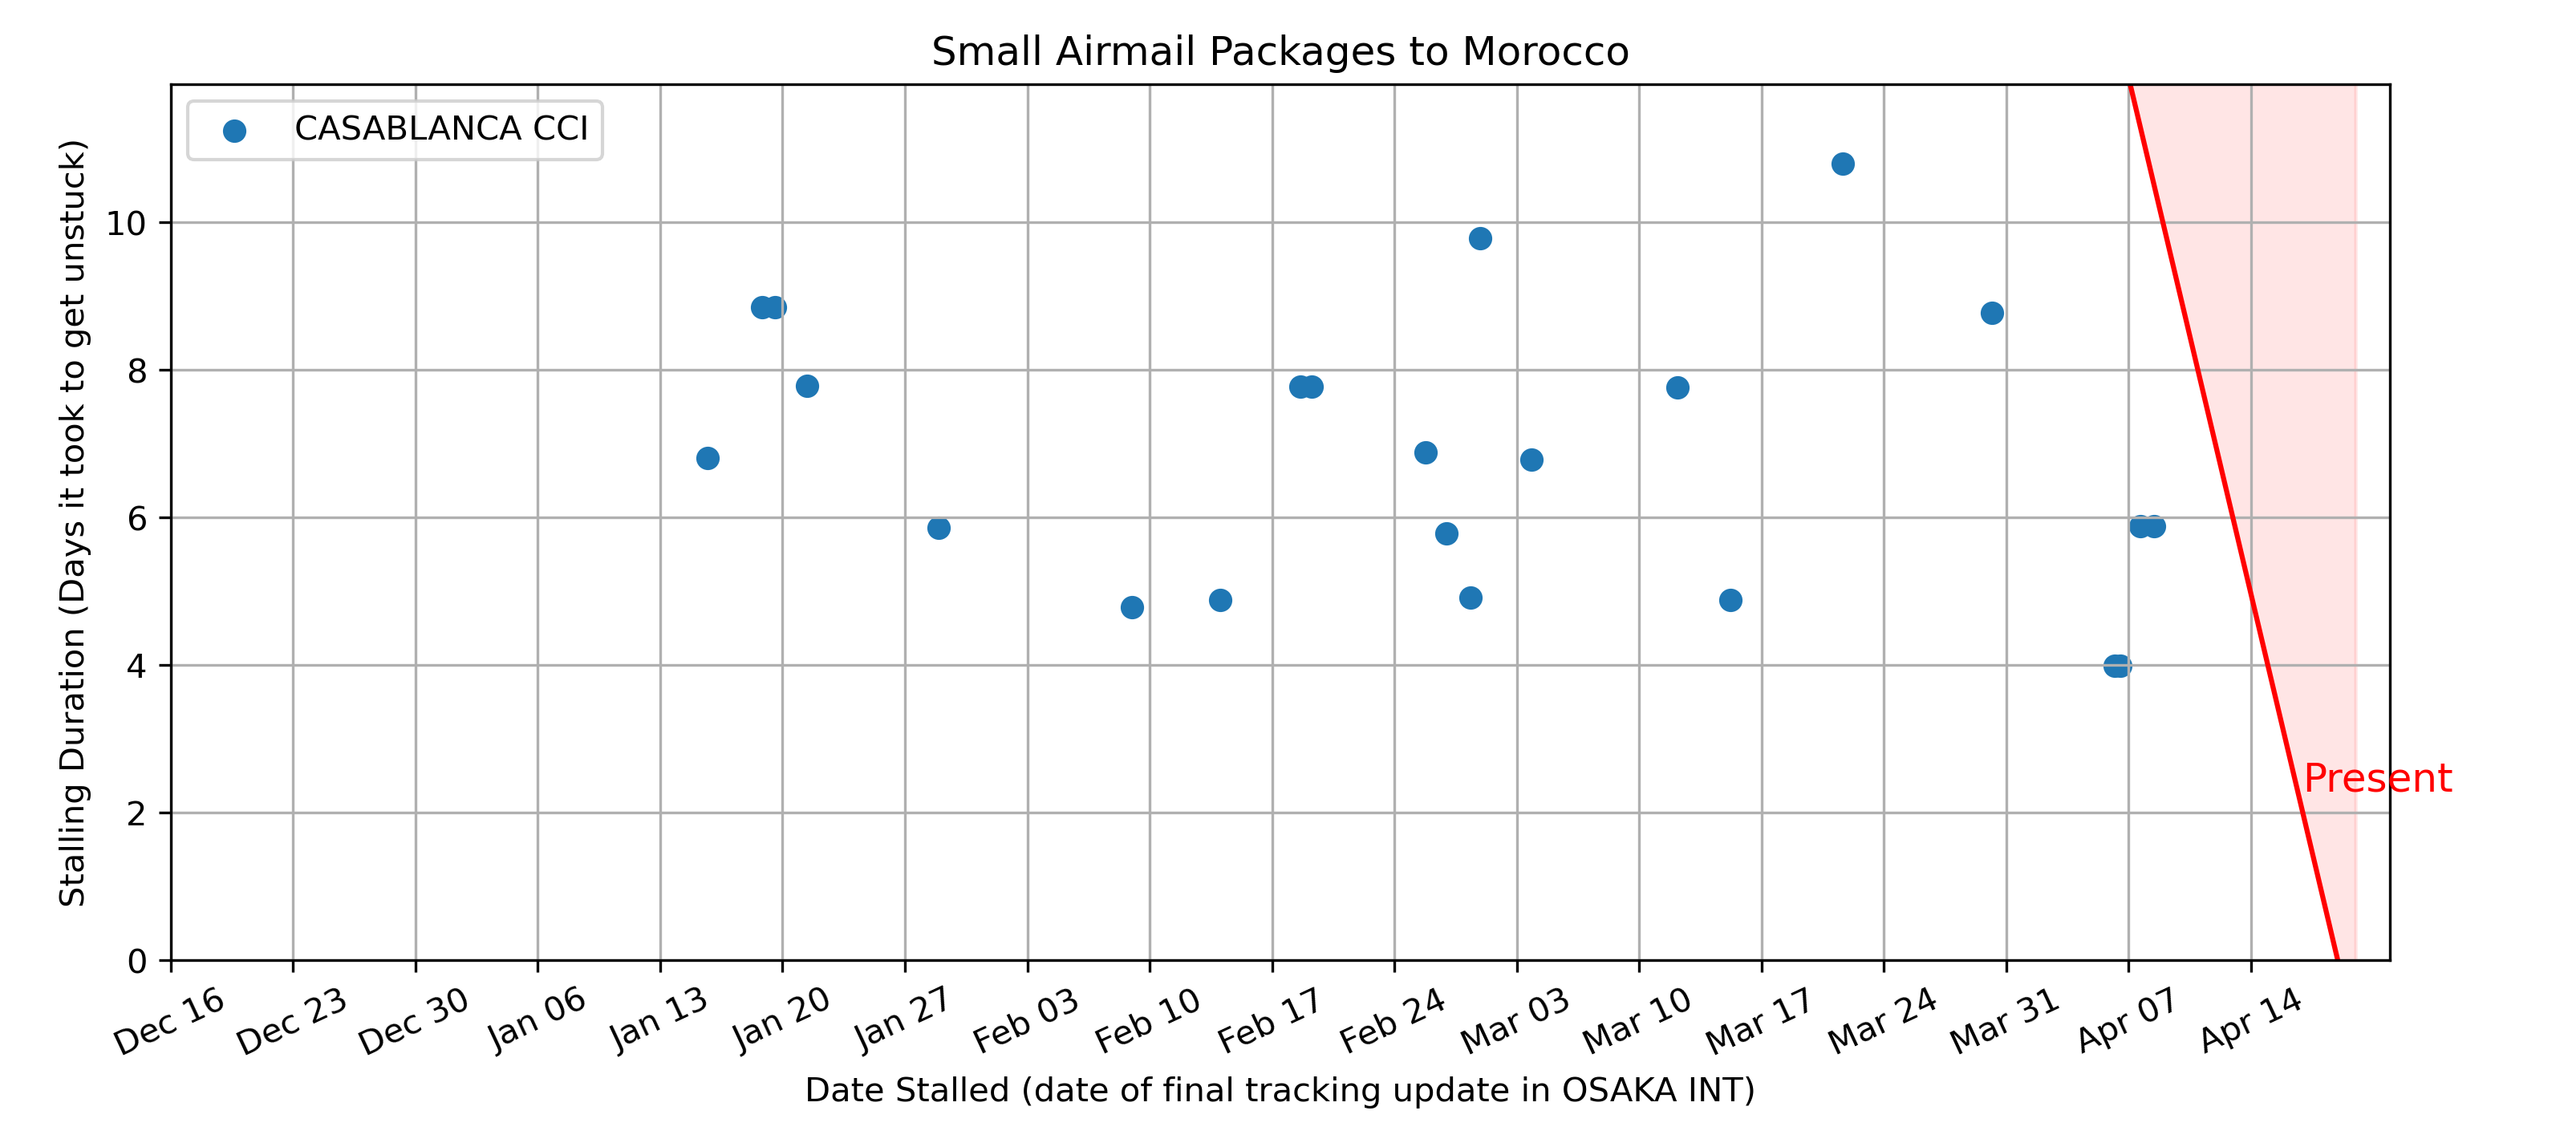 Small Airmail Packages to Morocco
CASABLANCA CCI
Stalling Duration (Days it took to get unstuck)
10
8
6
4
2
0
Present
Dec 16
Dec 23
Dec 30
Jan 06
Jan 13
Jan 20
Jan 27
Feb 03
Feb 10
Feb 17
Feb 24
Mar 03
Mar 10
Mar 17
Mar 24
Mar 31
Apr 07
Apr 14
Date Stalled (date of final tracking update in OSAKA INT)